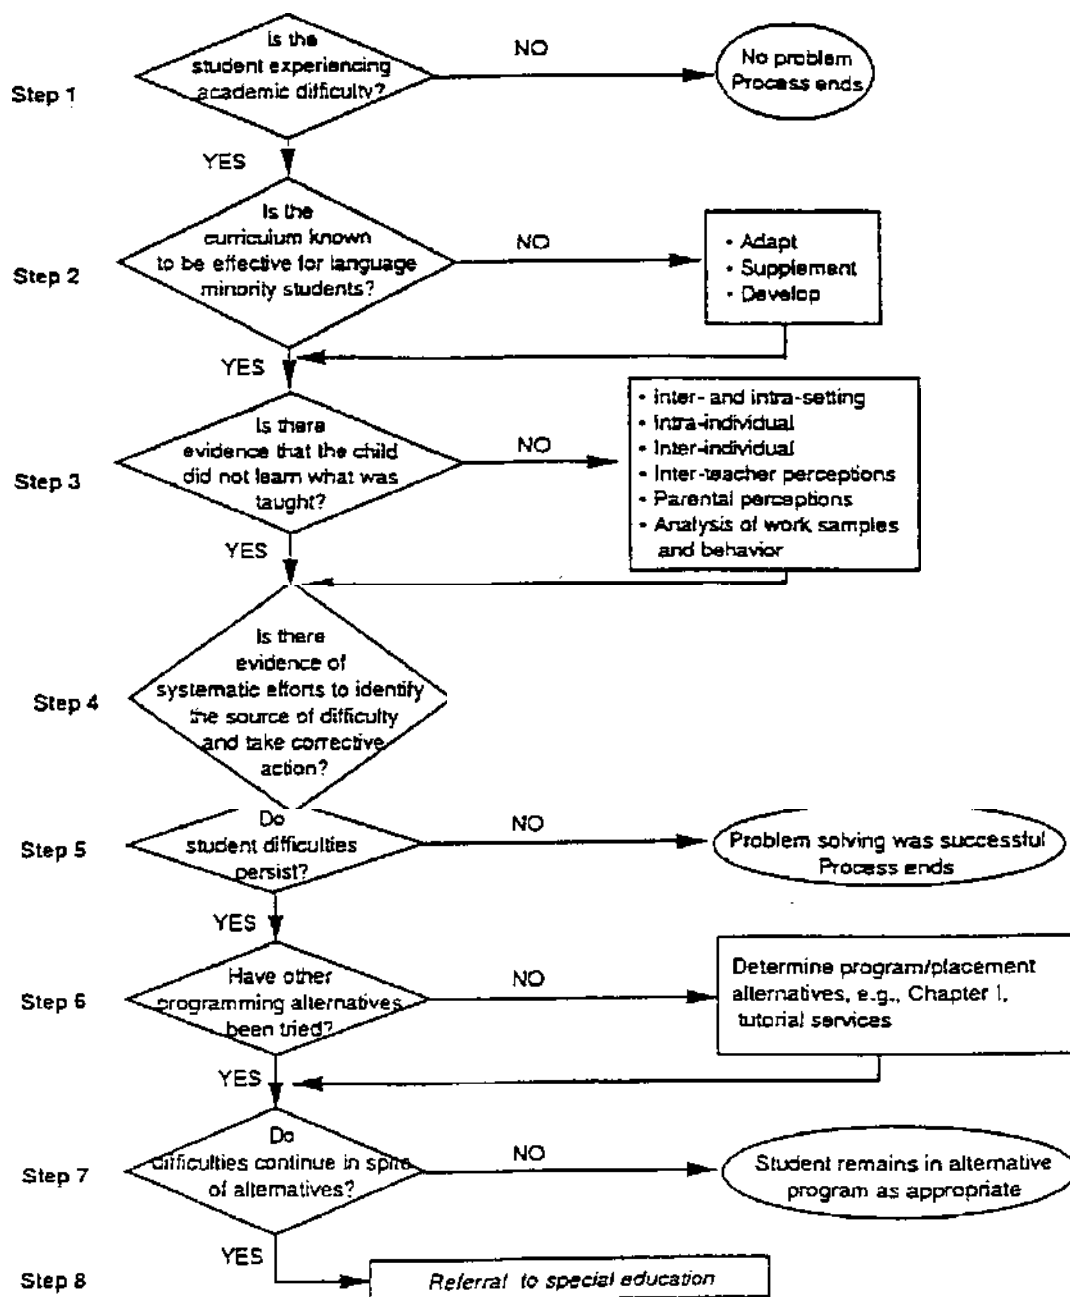 Is the
student experiencing
academic difficulty?
NO
No problem
Process ends
Step 1
YES
Is the
curriculum known
to be effective for language
minority students?
NO
• Adapt
• Supplement
• Develop
Step 2
YES
Is there
evidence that the child
did not learn what was
taught?
NO
• Inter- and intra-setting
• Intra-individual
• Inter-individual
• Inter-teacher perceptions
• Parental perceptions
• Analysis of work samples
and behavior
Step 3
YES
Is there
evidence of
systematic efforts to identify
the source of difficulty
and take corrective
action?
Step 4
Do
student difficulties
persist?
NO
Problem solving was successful
Process ends
Step 5
YES
Have other
programming alternatives
been tried?
NO
Determine program/placement
alternatives, e.g., Chapter I,
tutorial services
Step 6
YES
Do
difficulties continue in spite
of alternatives?
NO
Student remains in alternative
program as appropriate
Step 7
YES
Step 8
Referral to special education